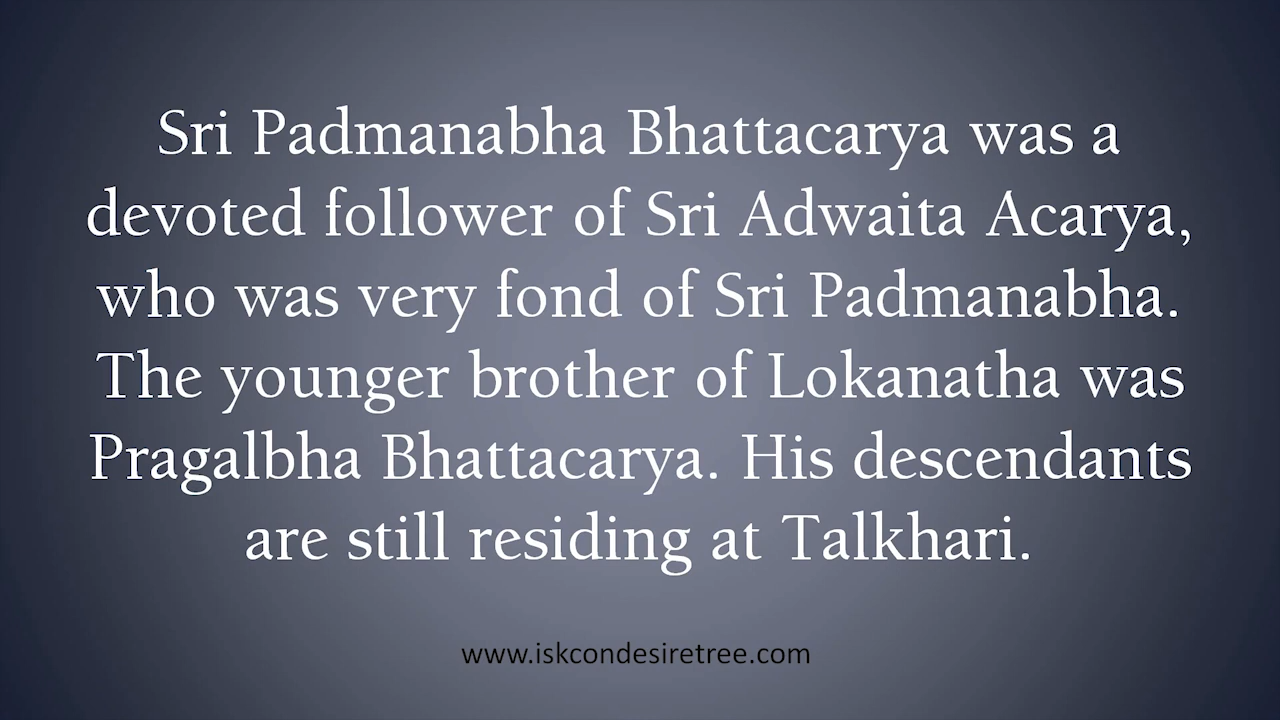 Sri Padmanabha Bhattacarya was a
devoted follower of Sri Adwaita Acarya,
who was very fond of Sri Padmanabha.
The younger brother of Lokanatha was
Pragalbha Bhattacarya. His descendants
are still residing at Talkhari.
www.iskcondesiretree.com